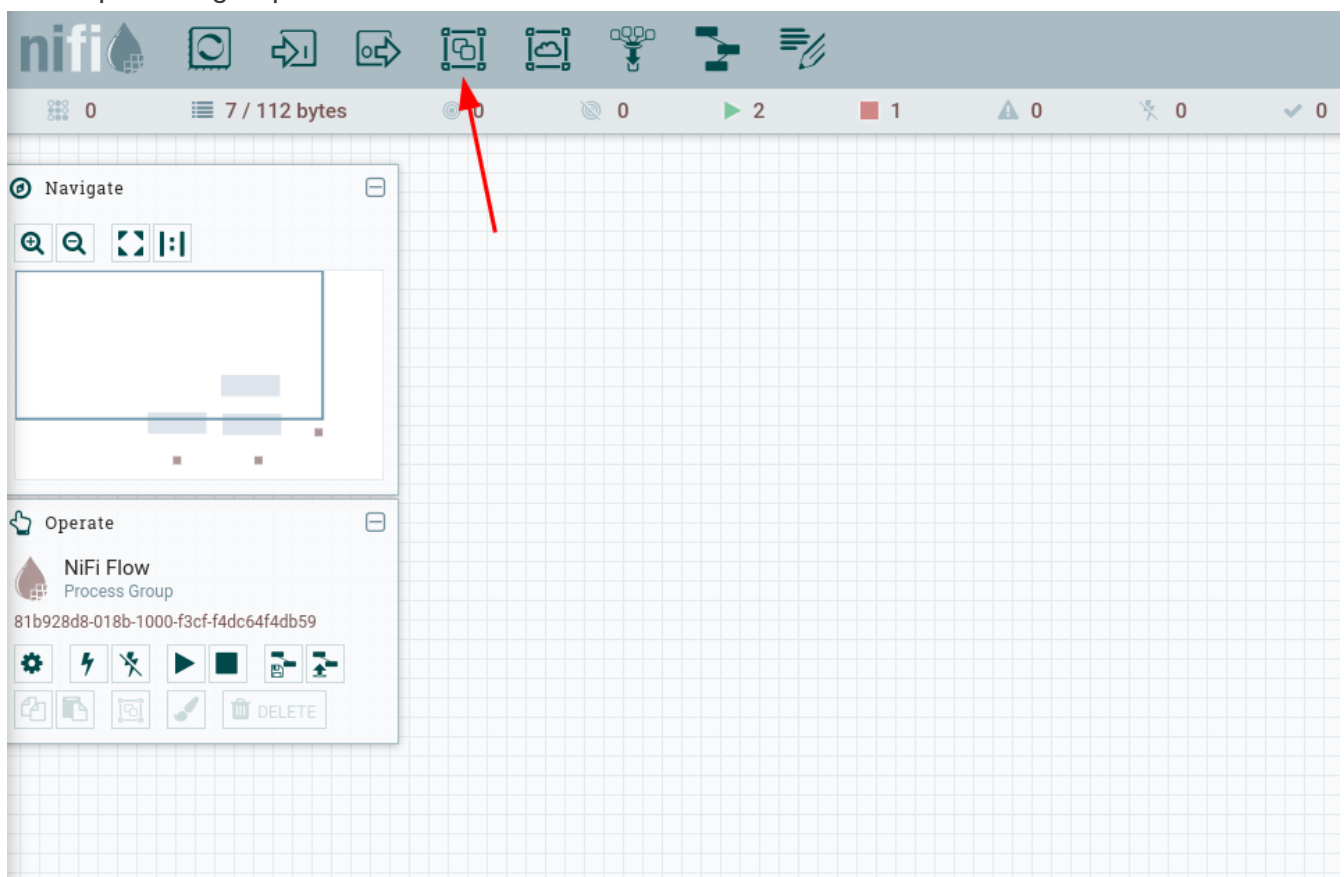 nifi
0 7 / 112 bytes 0 0 2 1 0 0 0
Navigate
Operate
NiFi Flow
Process Group
81b928d8-018b-1000-f3cf-f4dc64f4db59
DELETE